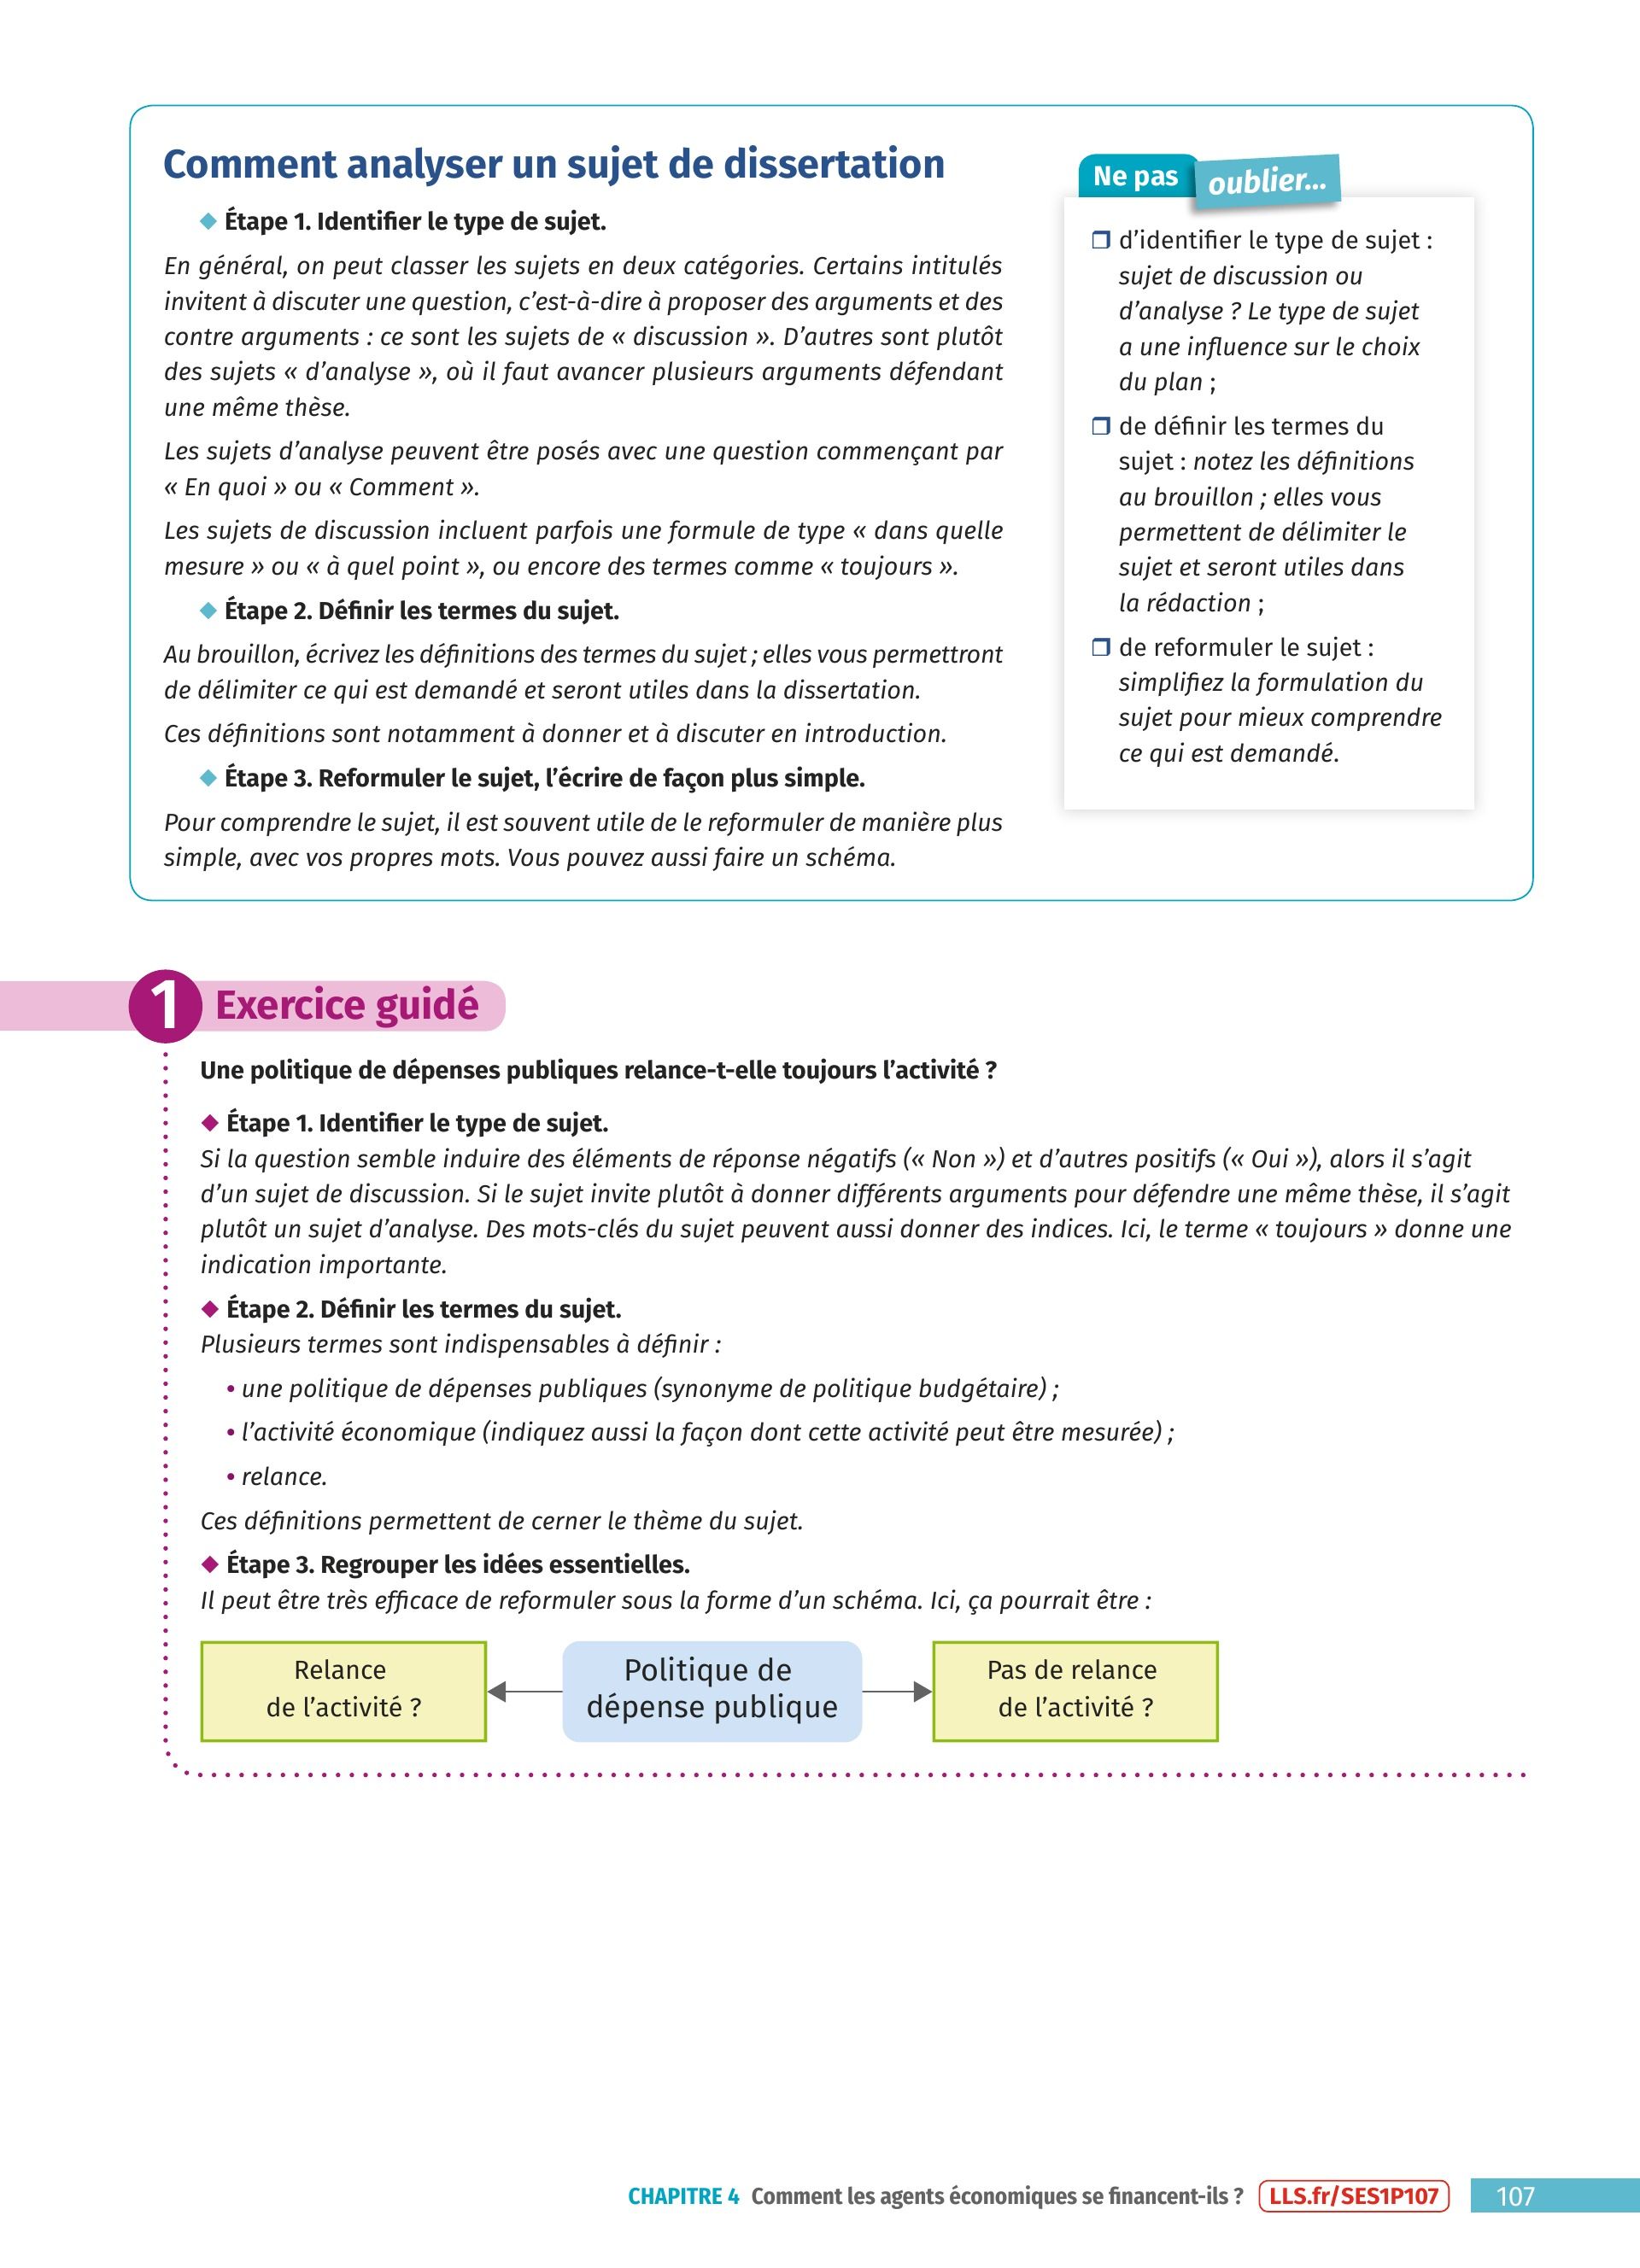 Comment analyser un sujet de dissertation
Étape 1. Identifier le type de sujet.
En général, on peut classer les sujets en deux catégories. Certains intitulés
invitent à discuter une question, c’est-à-dire à proposer des arguments et des
contre arguments : ce sont les sujets de « discussion ». D’autres sont plutôt
des sujets « d’analyse », où il faut avancer plusieurs arguments défendant
une même thèse.
Les sujets d’analyse peuvent être posés avec une question commençant par
« En quoi » ou « Comment ».
Les sujets de discussion incluent parfois une formule de type « dans quelle
mesure » ou « à quel point », ou encore des termes comme « toujours ».
Étape 2. Définir les termes du sujet.
Au brouillon, écrivez les définitions des termes du sujet ; elles vous permettront
de délimiter ce qui est demandé et seront utiles dans la dissertation.
Ces définitions sont notamment à donner et à discuter en introduction.
Étape 3. Reformuler le sujet, l’écrire de façon plus simple.
Pour comprendre le sujet, il est souvent utile de le reformuler de manière plus
simple, avec vos propres mots. Vous pouvez aussi faire un schéma.
Ne pas oublier...
❒ d’identifier le type de sujet :
sujet de discussion ou
d’analyse ? Le type de sujet
a une influence sur le choix
du plan ;
❒ de définir les termes du
sujet : notez les définitions
au brouillon ; elles vous
permettent de délimiter le
sujet et seront utiles dans
la rédaction ;
❒ de reformuler le sujet :
simplifiez la formulation du
sujet pour mieux comprendre
ce qui est demandé.
1 Exercice guidé
Une politique de dépenses publiques relance-t-elle toujours l’activité ?
Étape 1. Identifier le type de sujet.
Si la question semble induire des éléments de réponse négatifs (« Non ») et d’autres positifs (« Oui »), alors il s’agit
d’un sujet de discussion. Si le sujet invite plutôt à donner différents arguments pour défendre une même thèse, il s’agit
plutôt un sujet d’analyse. Des mots-clés du sujet peuvent aussi donner des indices. Ici, le terme « toujours » donne une
indication importante.
Étape 2. Définir les termes du sujet.
Plusieurs termes sont indispensables à définir :
• une politique de dépenses publiques (synonyme de politique budgétaire) ;
• l’activité économique (indiquez aussi la façon dont cette activité peut être mesurée) ;
• relance.
Ces définitions permettent de cerner le thème du sujet.
Étape 3. Regrouper les idées essentielles.
Il peut être très efficace de reformuler sous la forme d’un schéma. Ici, ça pourrait être :
Relance
de l’activité ?
Politique de
dépense publique
Pas de relance
de l’activité ?
CHAPITRE 4 Comment les agents économiques se financent-ils ? LLS.fr/SES1P107 107